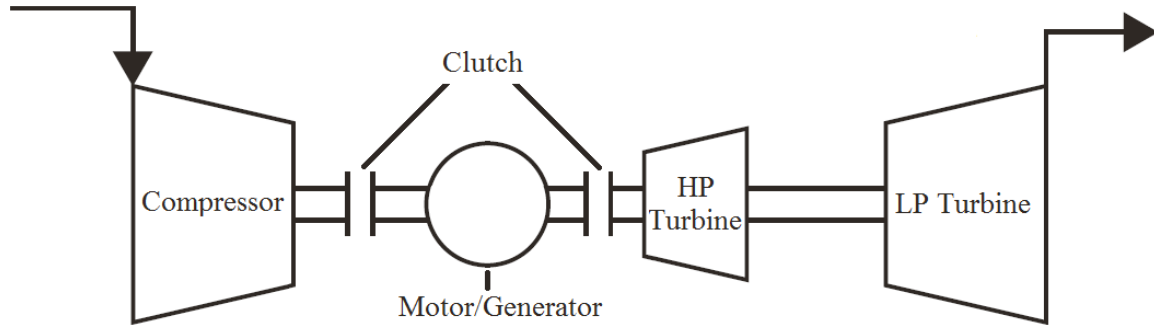 Clutch
Compressor
HP
Turbine
LP Turbine
Motor/Generator